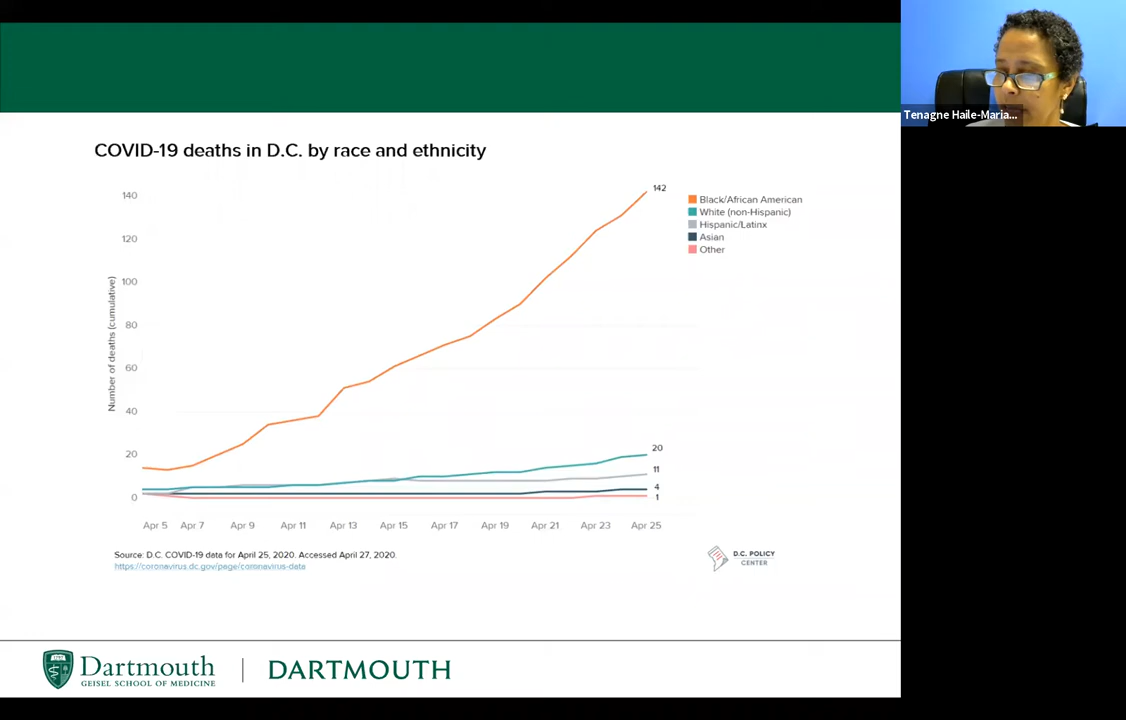 Tenagne Haile-Maria...
COVID-19 deaths in D.C. by race and ethnicity
Number of deaths (cumulative)
140
120
100
80
60
40
20
0
142
20
11
4
1
Black/African American
White (non-Hispanic)
Hispanic/Latinx
Asian
Other
Apr 5 Apr 7 Apr 9 Apr 11 Apr 13 Apr 15 Apr 17 Apr 19 Apr 21 Apr 23 Apr 25
Source: D.C. COVID-19 data for April 25, 2020. Accessed April 27, 2020.
https://coronavirus.dc.gov/page/coronavirus-data
D.C. POLICY
CENTER
Dartmouth
GEISEL SCHOOL OF MEDICINE
DARTMOUTH